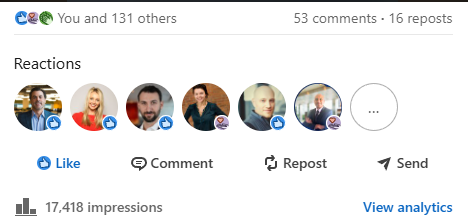 You and 131 others 53 comments • 16 reposts
Reactions
...
Like Comment Repost Send
17,418 impressions View analytics